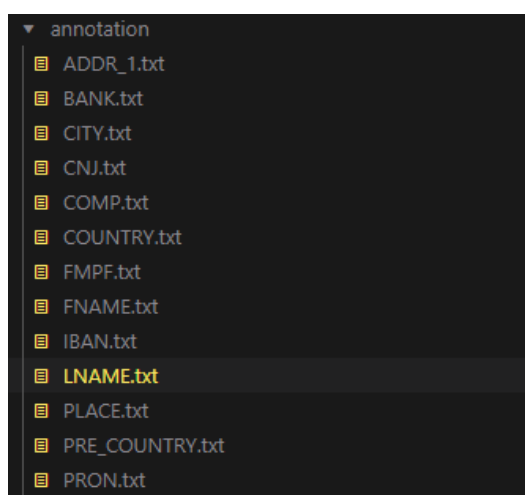 annotation
ADDR_1.txt
BANK.txt
CITY.txt
CNJ.txt
COMP.txt
COUNTRY.txt
FMPF.txt
FNAME.txt
IBAN.txt
LNAME.txt
PLACE.txt
PRE_COUNTRY.txt
PRON.txt